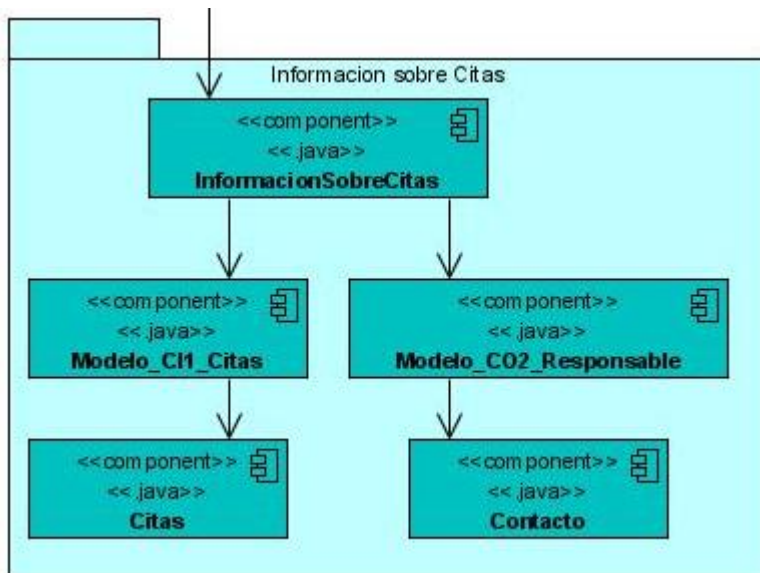 Informacion sobre Citas
<<component>>
<<.java>>
InformacionSobreCitas
<<component>>
<<.java>>
Modelo_CI1_Citas
<<component>>
<<.java>>
Modelo_CO2_Responsable
<<component>>
<<.java>>
Citas
<<component>>
<<.java>>
Contacto